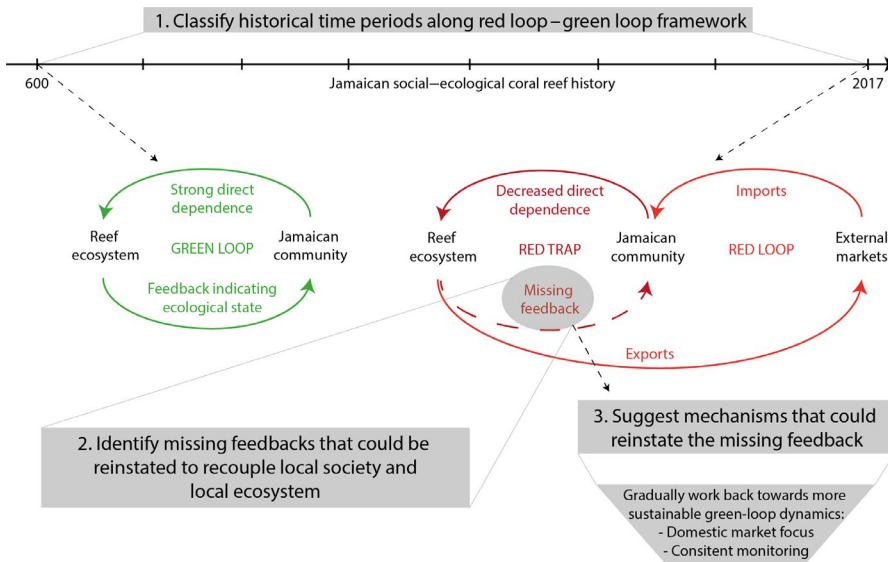 1. Classify historical time periods along red loop–green loop framework
600
Jamaican social–ecological coral reef history
2017
Strong direct
dependence
Reef
ecosystem
GREEN LOOP
Jamaican
community
Feedback indicating
ecological state
Decreased direct
dependence
Reef
ecosystem
RED TRAP
Jamaican
community
Missing
feedback
Imports
RED LOOP
External
markets
Exports
2. Identify missing feedbacks that could be
reinstated to recouple local society and
local ecosystem
3. Suggest mechanisms that could
reinstate the missing feedback
Gradually work back towards more
sustainable green-loop dynamics:
- Domestic market focus
- Consitent monitoring